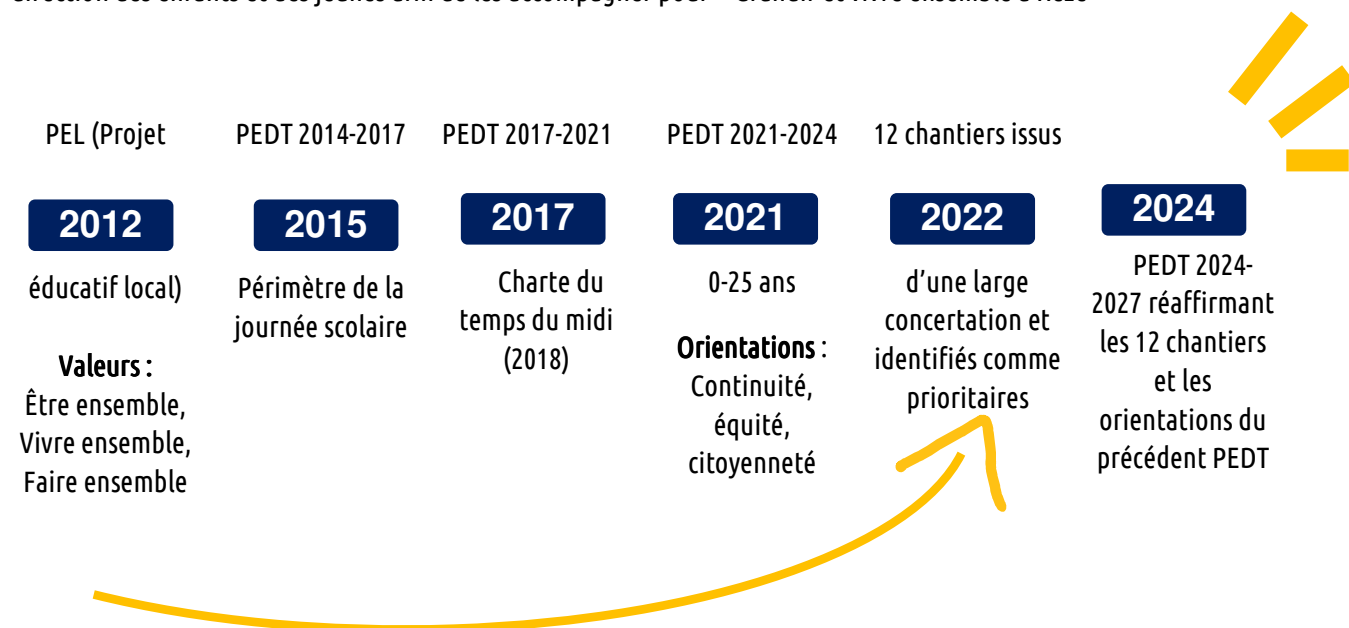 PEL (Projet
2012
éducatif local)
Valeurs :
Être ensemble,
Vivre ensemble,
Faire ensemble
PEDT 2014-2017
2015
Périmètre de la
journée scolaire
PEDT 2017-2021
2017
Charte du
temps du midi
(2018)
PEDT 2021-2024
2021
0-25 ans
Orientations :
Continuité,
équité,
citoyenneté
12 chantiers issus
2022
d’une large
concertation et
identifiés comme
prioritaires
2024
PEDT 2024-
2027 réaffirmant
les 12 chantiers
et les
orientations du
précédent PEDT